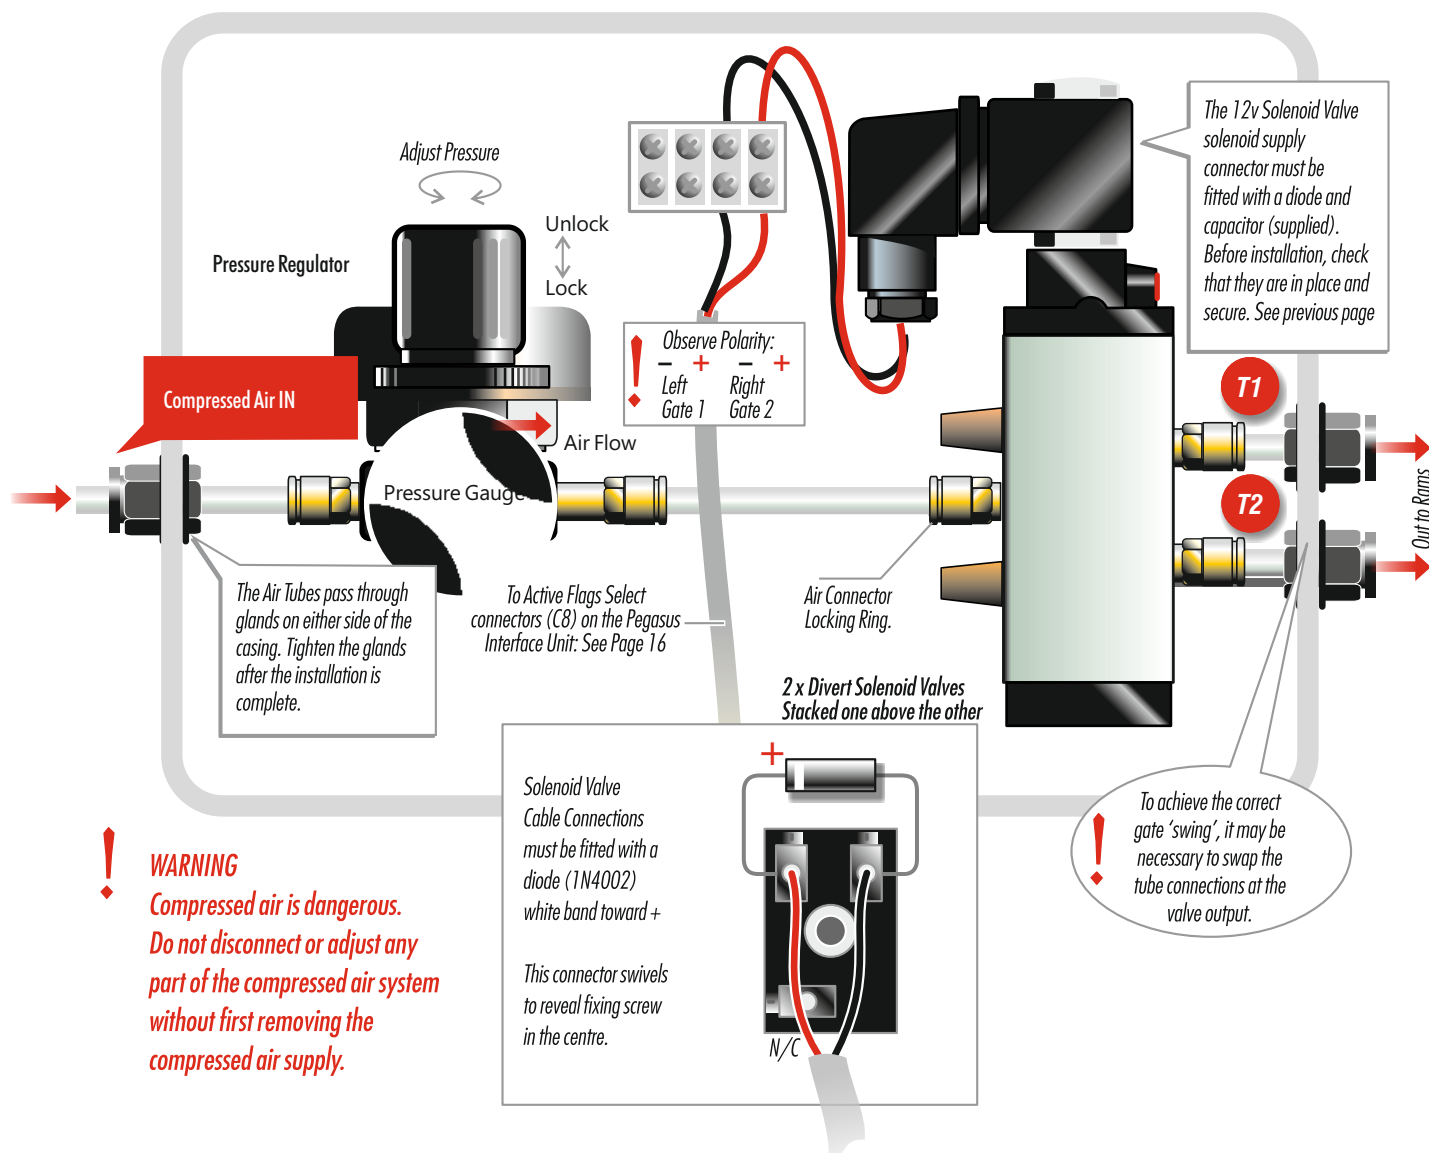 Adjust Pressure
Unlock
Lock
Pressure Regulator
Compressed Air IN
Air Flow
Pressure Gauge
Observe Polarity:
– + – +
Left Right
Gate 1 Gate 2
!
The 12v Solenoid Valve
solenoid supply
connector must be
fitted with a diode and
capacitor (supplied).
Before installation, check
that they are in place and
secure. See previous page
T1
T2
Out to Rams
The Air Tubes pass through
glands on either side of the
casing. Tighten the glands
after the installation is
complete.
To Active Flags Select
connectors (C8) on the Pegasus
Interface Unit: See Page 16
Air Connector
Locking Ring.
2 x Divert Solenoid Valves
Stacked one above the other
Solenoid Valve
Cable Connections
must be fitted with a
diode (1N4002)
white band toward +
This connector swivels
to reveal fixing screw
in the centre.
+
N/C
!
To achieve the correct
gate ‘swing’, it may be
necessary to swap the
tube connections at the
valve output.
!
WARNING
Compressed air is dangerous.
Do not disconnect or adjust any
part of the compressed air system
without first removing the
compressed air supply.